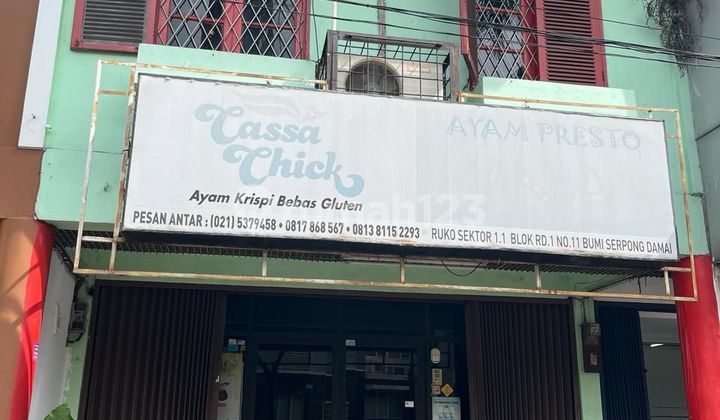 Cassa
Chick
AYAM PRESTO
Ayam Krispi Bebas Gluten
PESAN ANTAR : (021) 5379458 • 0817 868 567 • 0813 8115 2293 • RUKO SEKTOR 1.1 BLOK RD.1 NO.11 BUMI SERPONG DAMAI